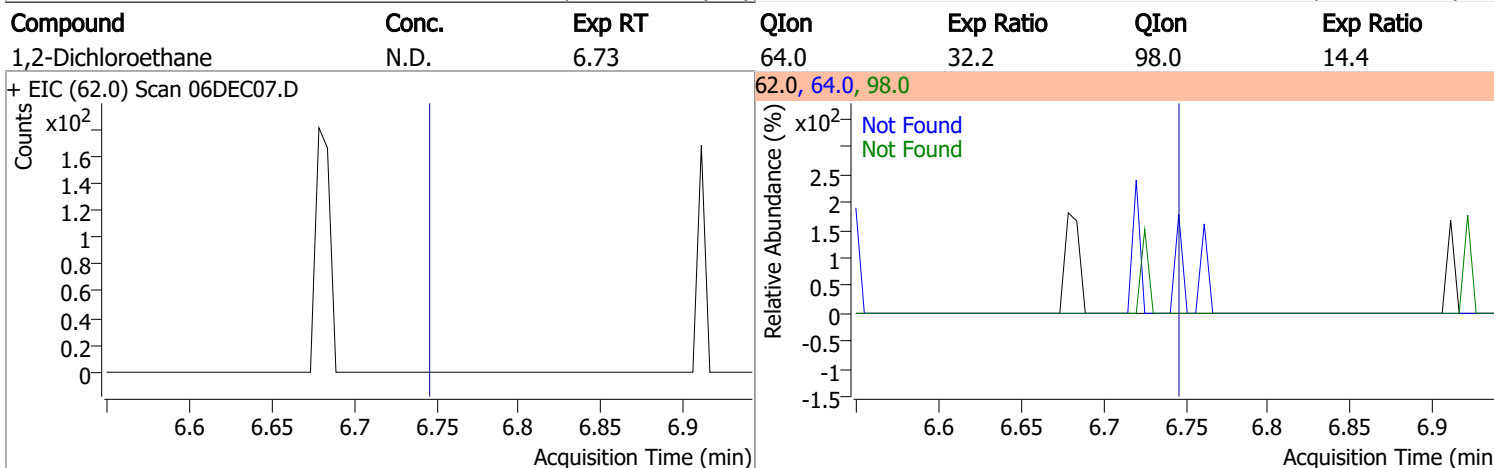 Compound Conc. Exp RT QIon Exp Ratio QIon Exp Ratio
1,2-Dichloroethane N.D. 6.73 64.0 32.2 98.0 14.4
+ EIC (62.0) Scan 06DEC07.D
Counts
x10²
1.6
1.4
1.2
1
0.8
0.6
0.4
0.2
0
6.6 6.65 6.7 6.75 6.8 6.85 6.9
Acquisition Time (min)
62.0, 64.0, 98.0
Relative Abundance (%)
x10²
Not Found
Not Found
2.5
2
1.5
1
0.5
0
-0.5
-1
-1.5
6.6 6.65 6.7 6.75 6.8 6.85 6.9
Acquisition Time (min)